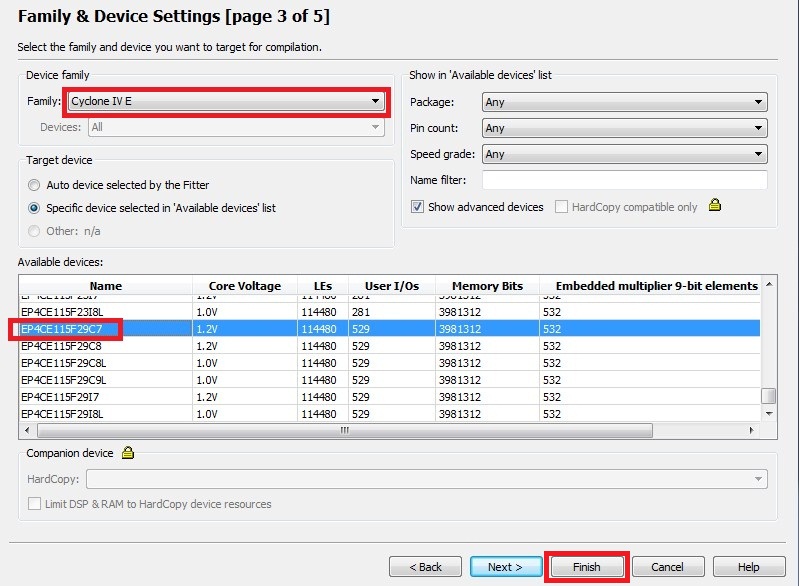 Family & Device Settings [page 3 of 5]
Select the family and device you want to target for compilation.
Device family
Family: Cyclone IV E
Devices: All
Show in 'Available devices' list
Package: Any
Pin count: Any
Speed grade: Any
Name filter:
Show advanced devices HardCopy compatible only
Target device
Auto device selected by the Fitter
Specific device selected in 'Available devices' list
Other: n/a
Available devices:
Name Core Voltage LEs User I/Os Memory Bits Embedded multiplier 9-bit elements
EP4CE115F23I7 1.2V 114480 281 3981312 532
EP4CE115F23I8L 1.0V 114480 281 3981312 532
EP4CE115F29C7 1.2V 114480 529 3981312 532
EP4CE115F29C8 1.2V 114480 529 3981312 532
EP4CE115F29C8L 1.0V 114480 529 3981312 532
EP4CE115F29C9L 1.0V 114480 529 3981312 532
EP4CE115F29I7 1.2V 114480 529 3981312 532
EP4CE115F29I8L 1.0V 114480 529 3981312 532
Companion device
HardCopy:
Limit DSP & RAM to HardCopy device resources
< Back Next > Finish Cancel Help